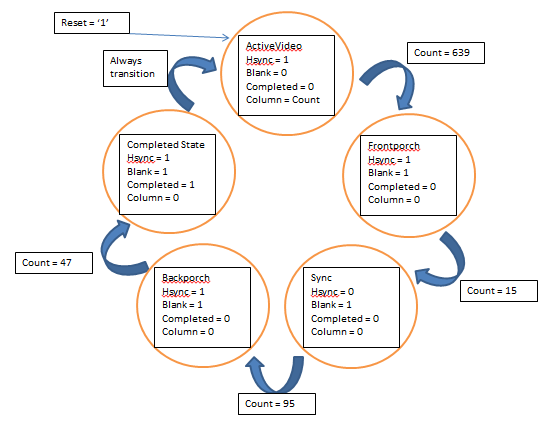 Reset = ‘1’
ActiveVideo
Hsync = 1
Blank = 0
Completed = 0
Column = Count
Count = 639
Always
transition
Completed State
Hsync = 1
Blank = 1
Completed = 1
Column = 0
Frontporch
Hsync = 1
Blank = 1
Completed = 0
Column = 0
Count = 47
Backporch
Hsync = 1
Blank = 1
Completed = 0
Column = 0
Sync
Hsync = 0
Blank = 1
Completed = 0
Column = 0
Count = 15
Count = 95